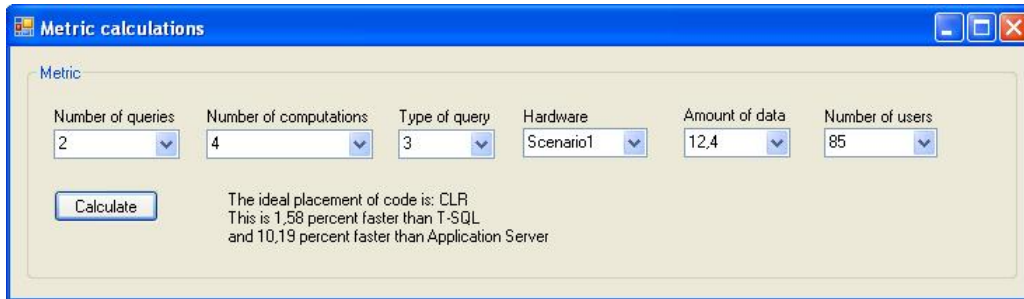 Metric calculations
Metric
Number of queries Number of computations Type of query Hardware Amount of data Number of users
2 4 3 Scenario1 12,4 85
Calculate
The ideal placement of code is: CLR
This is 1,58 percent faster than T-SQL
and 10,19 percent faster than Application Server